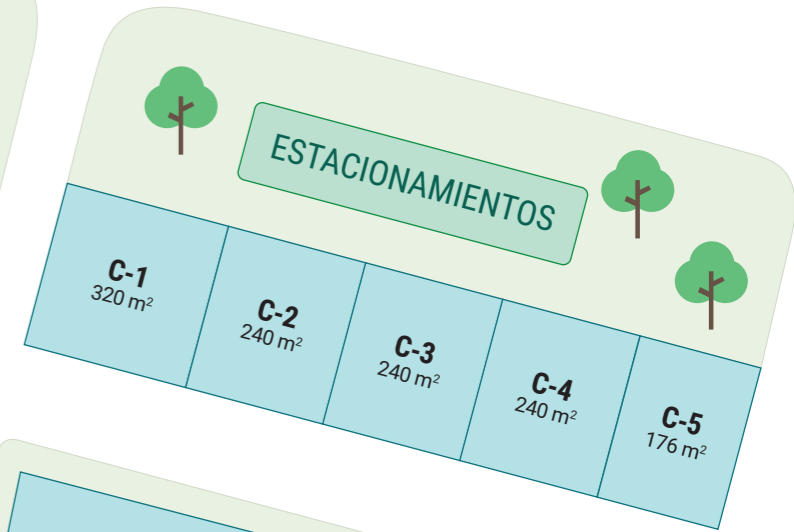 ESTACIONAMIENTOS
C-1
320 m²
C-2
240 m²
C-3
240 m²
C-4
240 m²
C-5
176 m²